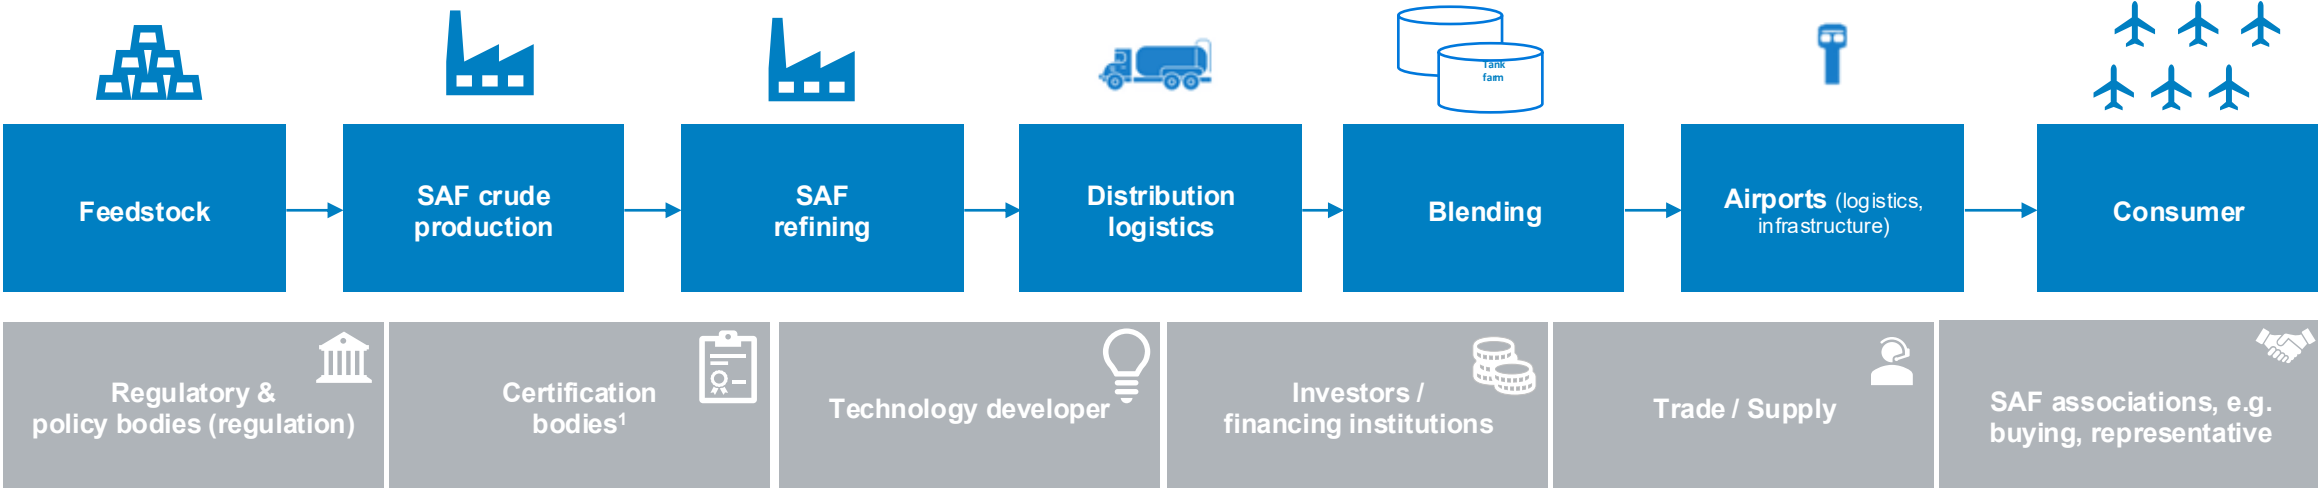 Tank
farm
Feedstock
SAF crude
production
SAF
refining
Distribution
logistics
Blending
Airports (logistics,
infrastructure)
Consumer
Regulatory &
policy bodies (regulation)
Certification
bodies¹
Technology developer
Investors /
financing institutions
Trade / Supply
SAF associations, e.g.
buying, representative